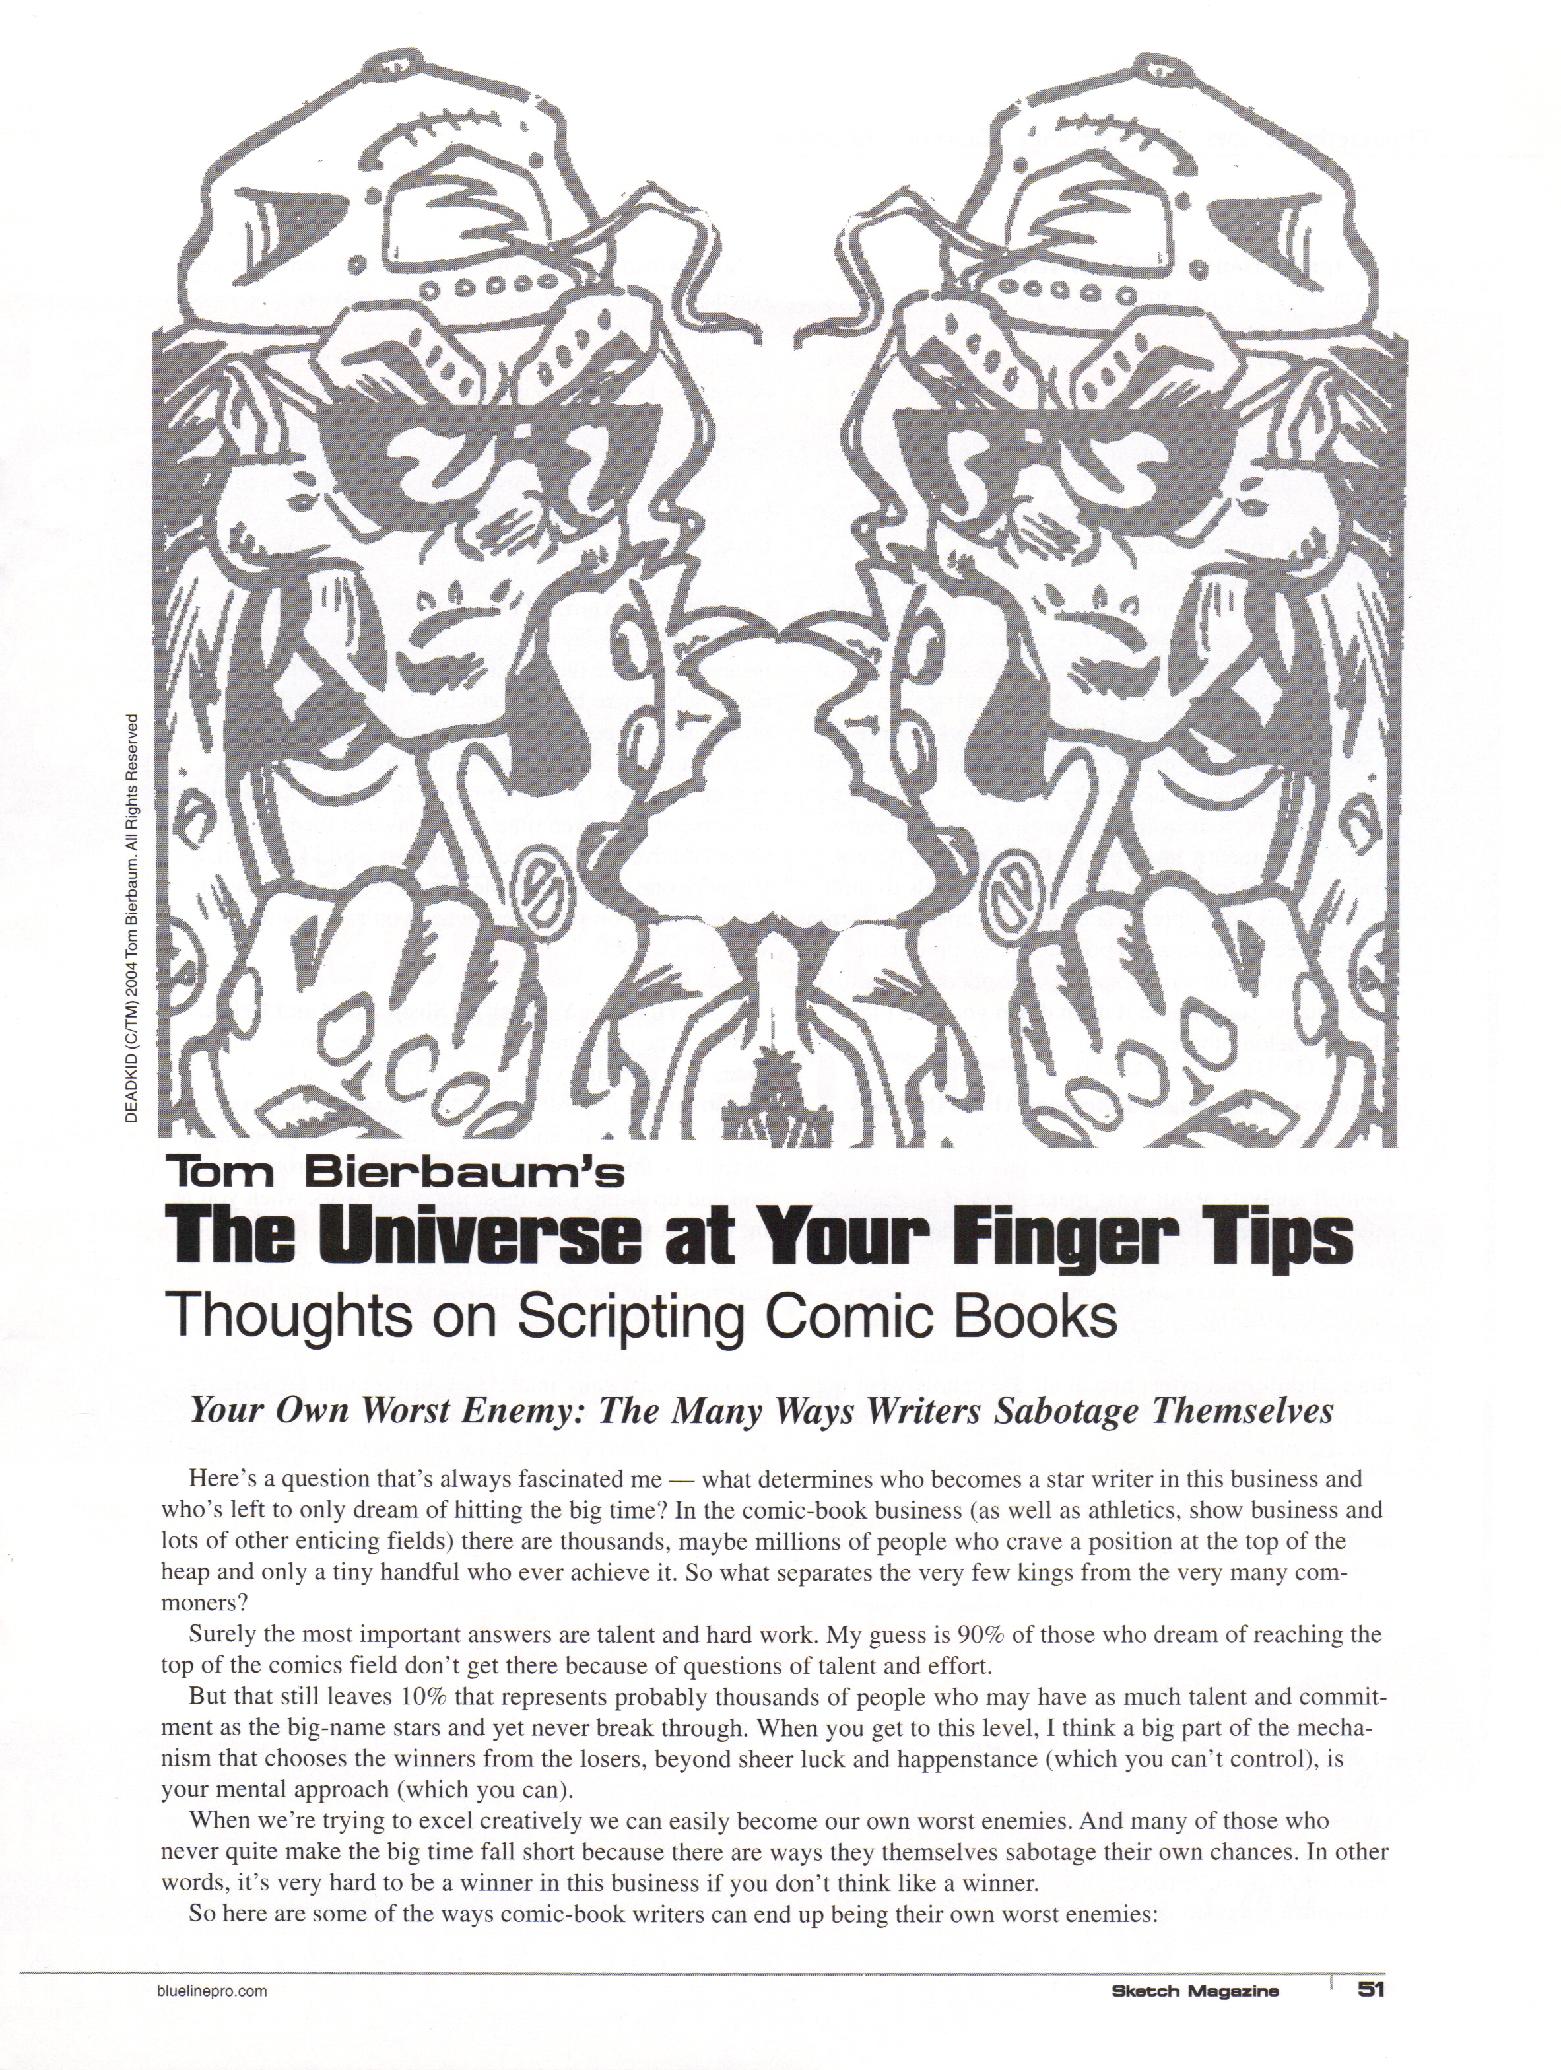 DEADKID (C/TM) 2004 Tom Bierbaum. All Rights Reserved
Tom Bierbaum's
The Universe at Your Finger Tips
Thoughts on Scripting Comic Books
Your Own Worst Enemy: The Many Ways Writers Sabotage Themselves
Here's a question that's always fascinated me — what determines who becomes a star writer in this business and
who's left to only dream of hitting the big time? In the comic-book business (as well as athletics, show business and
lots of other enticing fields) there are thousands, maybe millions of people who crave a position at the top of the
heap and only a tiny handful who ever achieve it. So what separates the very few kings from the very many com-
moners?
Surely the most important answers are talent and hard work. My guess is 90% of those who dream of reaching the
top of the comics field don't get there because of questions of talent and effort.
But that still leaves 10% that represents probably thousands of people who may have as much talent and commit-
ment as the big-name stars and yet never break through. When you get to this level, I think a big part of the mecha-
nism that chooses the winners from the losers, beyond sheer luck and happenstance (which you can't control), is
your mental approach (which you can).
When we're trying to excel creatively we can easily become our own worst enemies. And many of those who
never quite make the big time fall short because there are ways they themselves sabotage their own chances. In other
words, it's very hard to be a winner in this business if you don't think like a winner.
So here are some of the ways comic-book writers can end up being their own worst enemies:
bluelinepro.com
Sketch Magazine
51